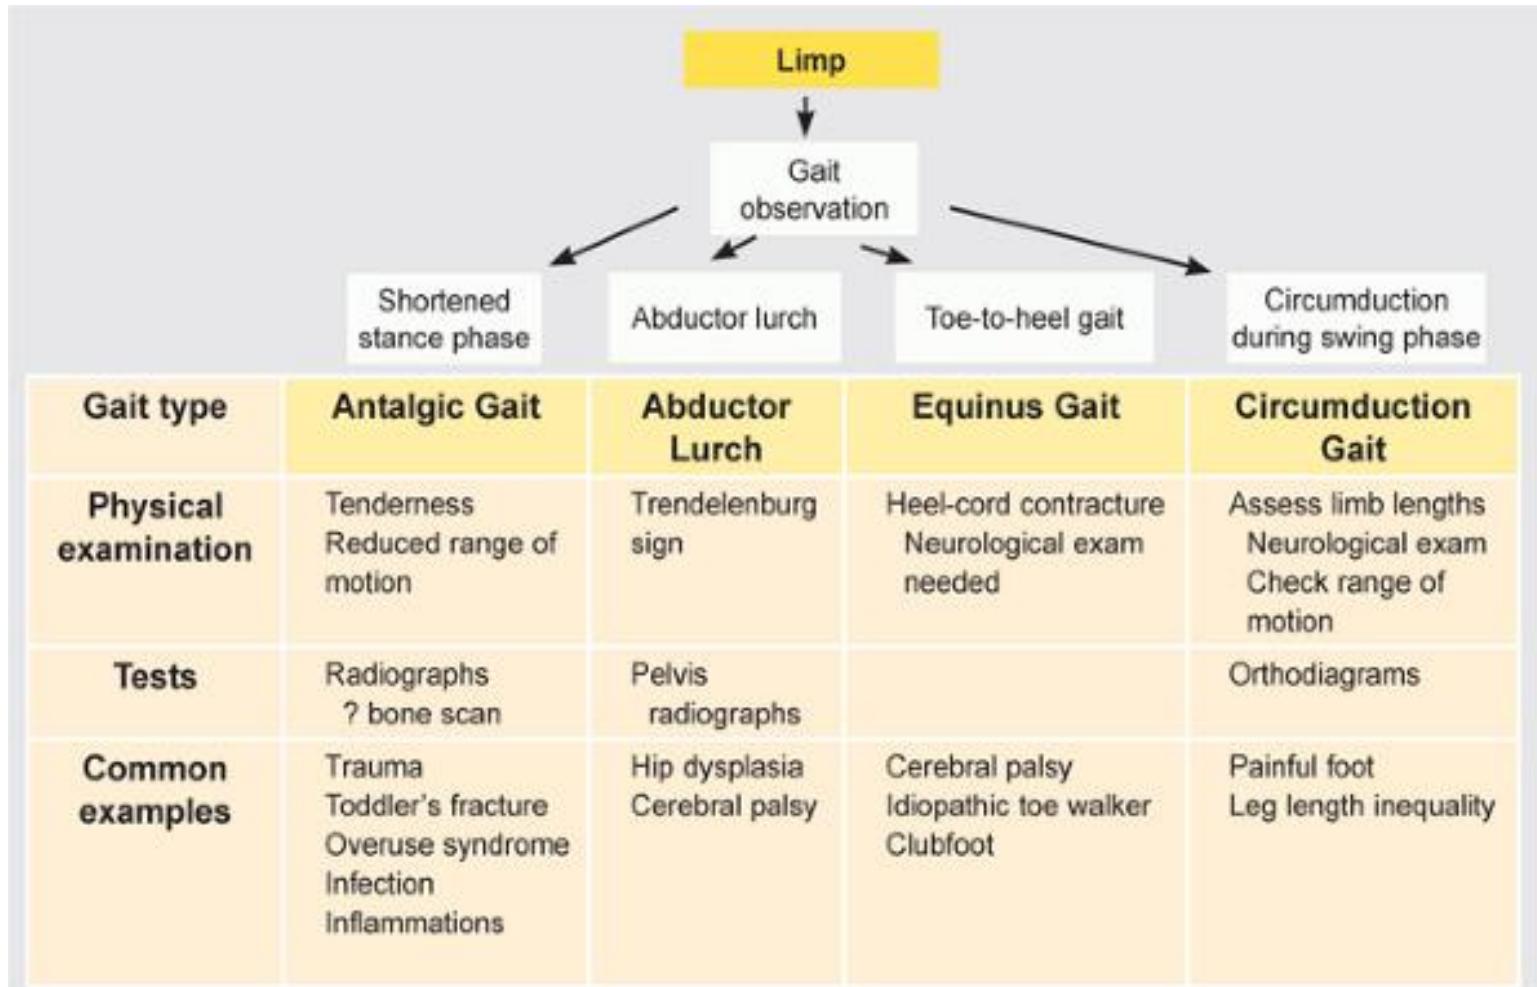 Limp
Gait
observation
Shortened
stance phase
Abductor lurch
Toe-to-heel gait
Circumduction
during swing phase
Gait type
Antalgic Gait
Abductor
Lurch
Equinus Gait
Circumduction
Gait
Physical
examination
Tenderness
Reduced range of
motion
Trendelenburg
sign
Heel-cord contracture
Neurological exam
needed
Assess limb lengths
Neurological exam
Check range of
motion
Tests
Radiographs
? bone scan
Pelvis
radiographs
Orthodiagrams
Common
examples
Trauma
Toddler's fracture
Overuse syndrome
Infection
Inflammations
Hip dysplasia
Cerebral palsy
Cerebral palsy
Idiopathic toe walker
Clubfoot
Painful foot
Leg length inequality